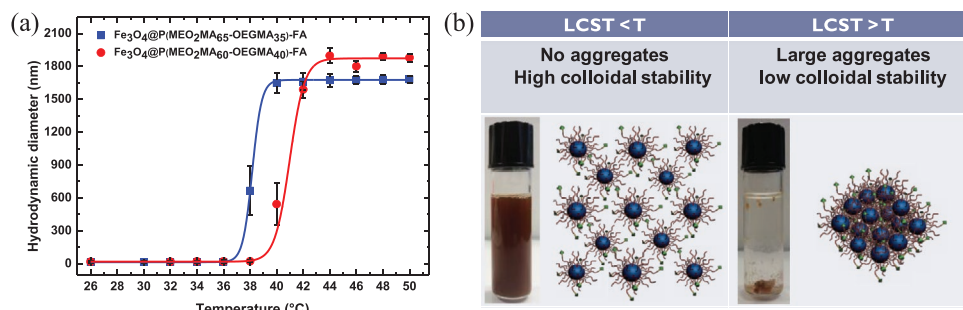 (a)
Fe₃O₄@P(MEO₂MA₆₅-OEGMA₃₅)-FA
Fe₃O₄@P(MEO₂MA₆₀-OEGMA₄₀)-FA
Hydrodynamic diameter (nm)
2100
1800
1500
1200
900
600
300
0
26 28 30 32 34 36 38 40 42 44 46 48 50
Temperature (°C)
(b)
LCST < T
LCST > T
No aggregates
High colloidal stability
Large aggregates
low colloidal stability